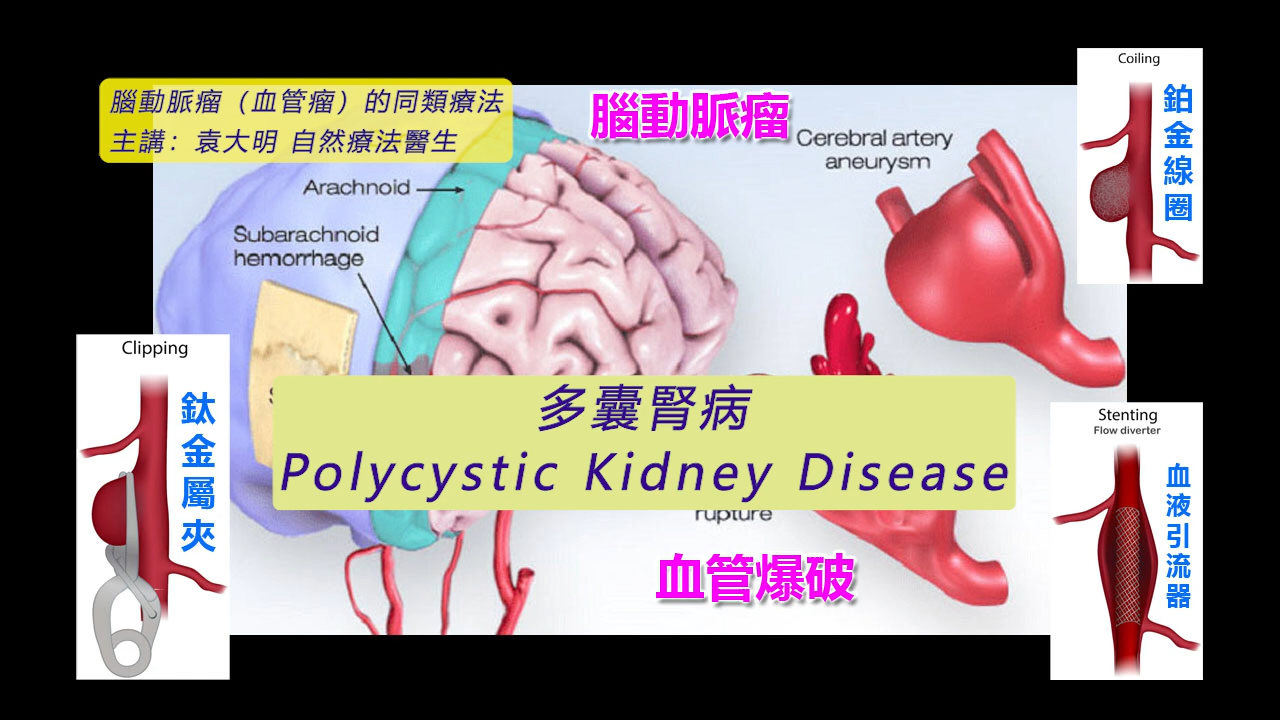 腦動脈瘤（血管瘤）的同類療法
主講：袁大明 自然療法醫生
腦動脈瘤
Cerebral artery
aneurysm
Coiling
鉑金線圈
Arachnoid
Subarachnoid
hemorrhage
Clipping
鈦金屬夾
多囊腎病
Polycystic Kidney Disease
rupture
血管爆破
Stenting
Flow diverter
血液引流器